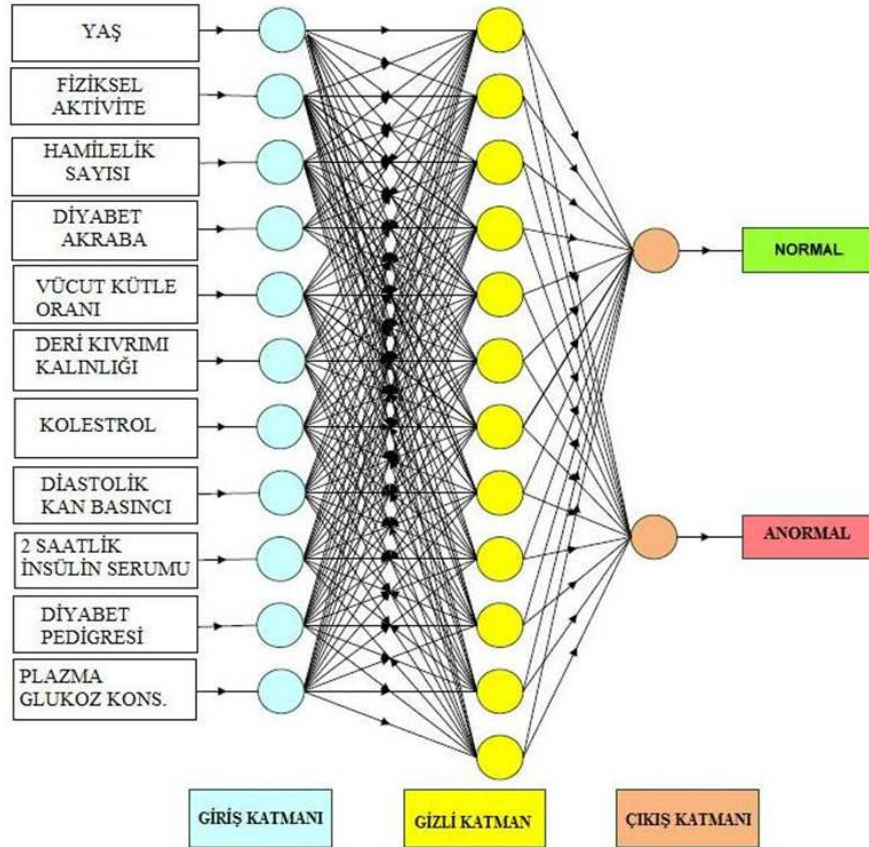 YAŞ
FİZİKSEL
AKTİVİTE
HAMİLELİK
SAYISI
DİYABET
AKRABA
VÜCUT KÜTLE
ORANI
DERİ KIVRIMI
KALINLIĞI
KOLESTROL
DİASTOLİK
KAN BASINCI
2 SAATLİK
İNSÜLİN SERUMU
DİYABET
PEDİGRESİ
PLAZMA
GLUKOZ KONS.
NORMAL
ANORMAL
GİRİŞ KATMANI
GİZLİ KATMAN
ÇIKIŞ KATMANI